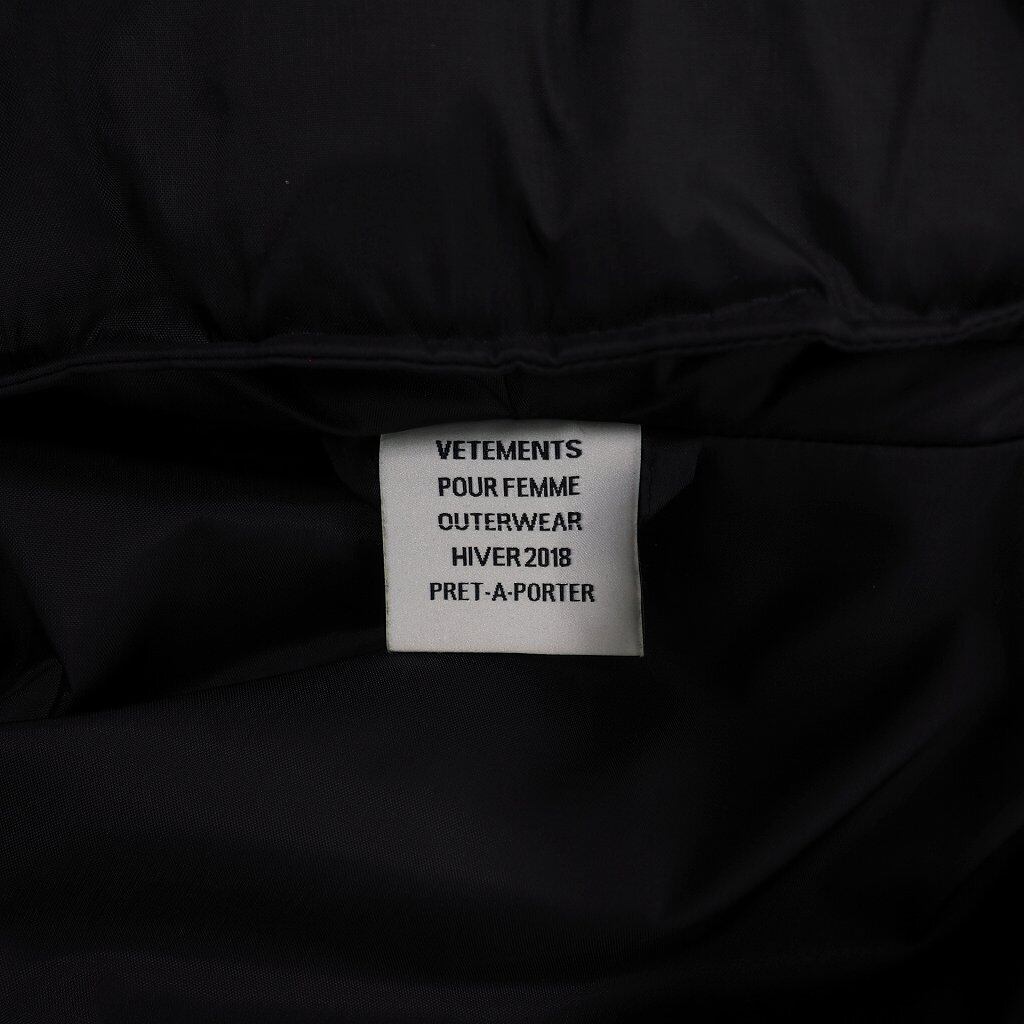 VETEMENTS
POUR FEMME
OUTERWEAR
HIVER 2018
PRET-A-PORTER